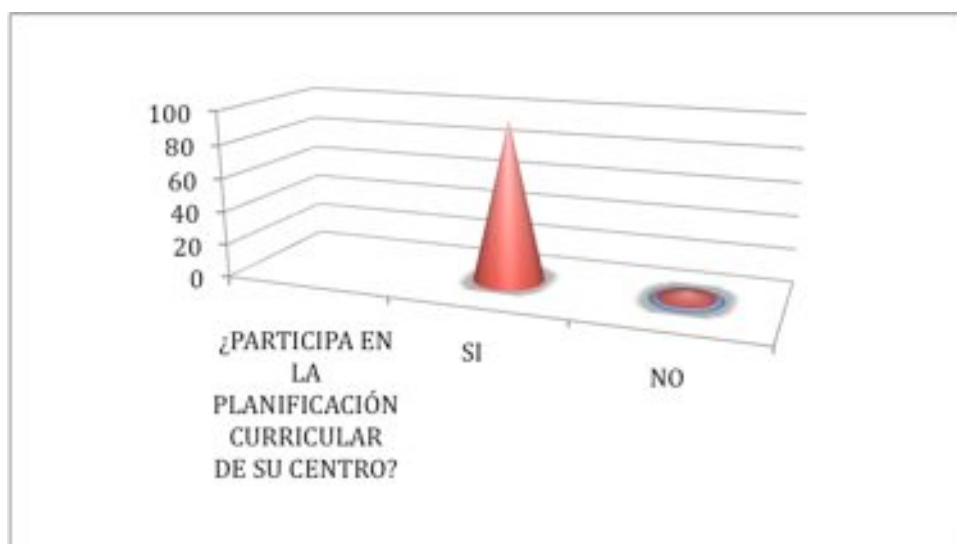 100
80
60
40
20
0
¿PARTICIPA EN
LA
PLANIFICACIÓN
CURRICULAR
DE SU CENTRO?
SI
NO